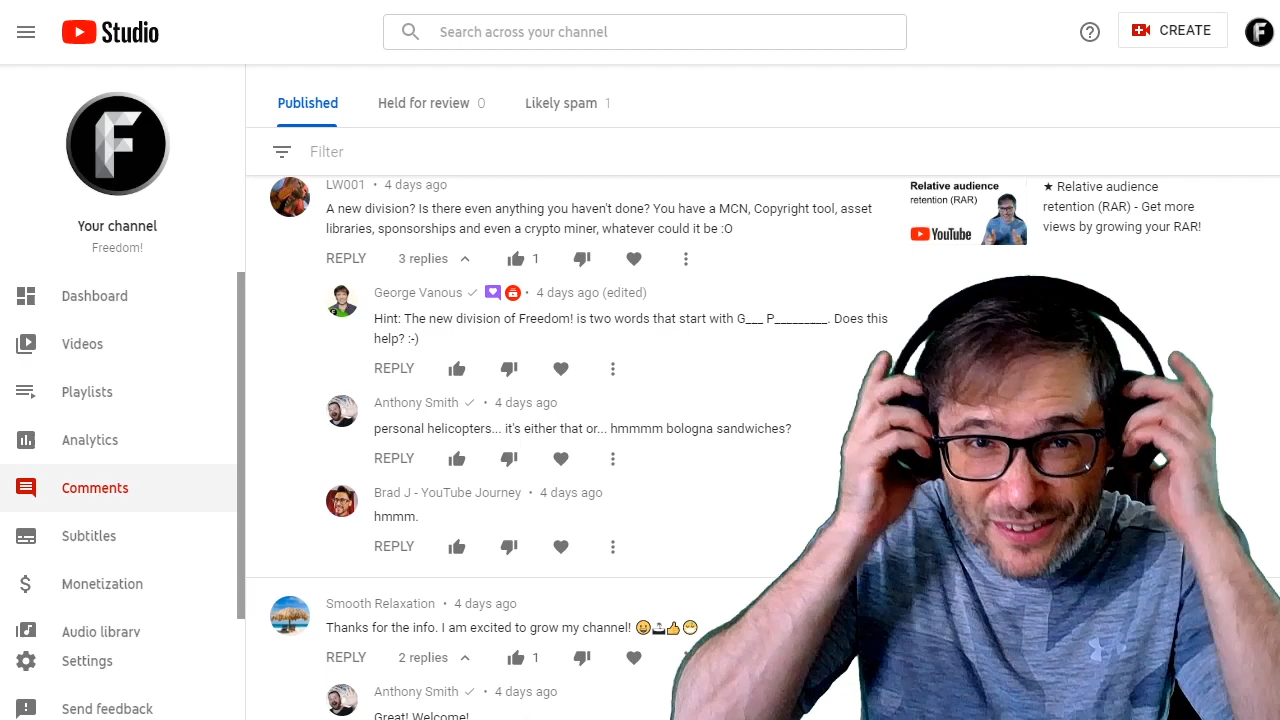 Studio
Search across your channel
CREATE
F
F
Your channel
Freedom!
Dashboard
Videos
Playlists
Analytics
Comments
Subtitles
Monetization
Audio library
Settings
Send feedback
Published
Held for review 0
Likely spam 1
Filter
LW001 • 4 days ago
A new division? Is there even anything you haven't done? You have a MCN, Copyright tool, asset
libraries, sponsorships and even a crypto miner, whatever could it be :O
REPLY 3 replies 1
Relative audience
retention (RAR)
YouTube
★ Relative audience
retention (RAR) - Get more
views by growing your RAR!
George Vanous • 4 days ago (edited)
Hint: The new division of Freedom! is two words that start with G___ P_________. Does this
help? :-)
REPLY
Anthony Smith • 4 days ago
personal helicopters... it's either that or... hmmmm bologna sandwiches?
REPLY
Brad J - YouTube Journey • 4 days ago
hmmm.
REPLY
Smooth Relaxation • 4 days ago
Thanks for the info. I am excited to grow my channel!
REPLY 2 replies 1
Anthony Smith • 4 days ago
Great! Welcome!